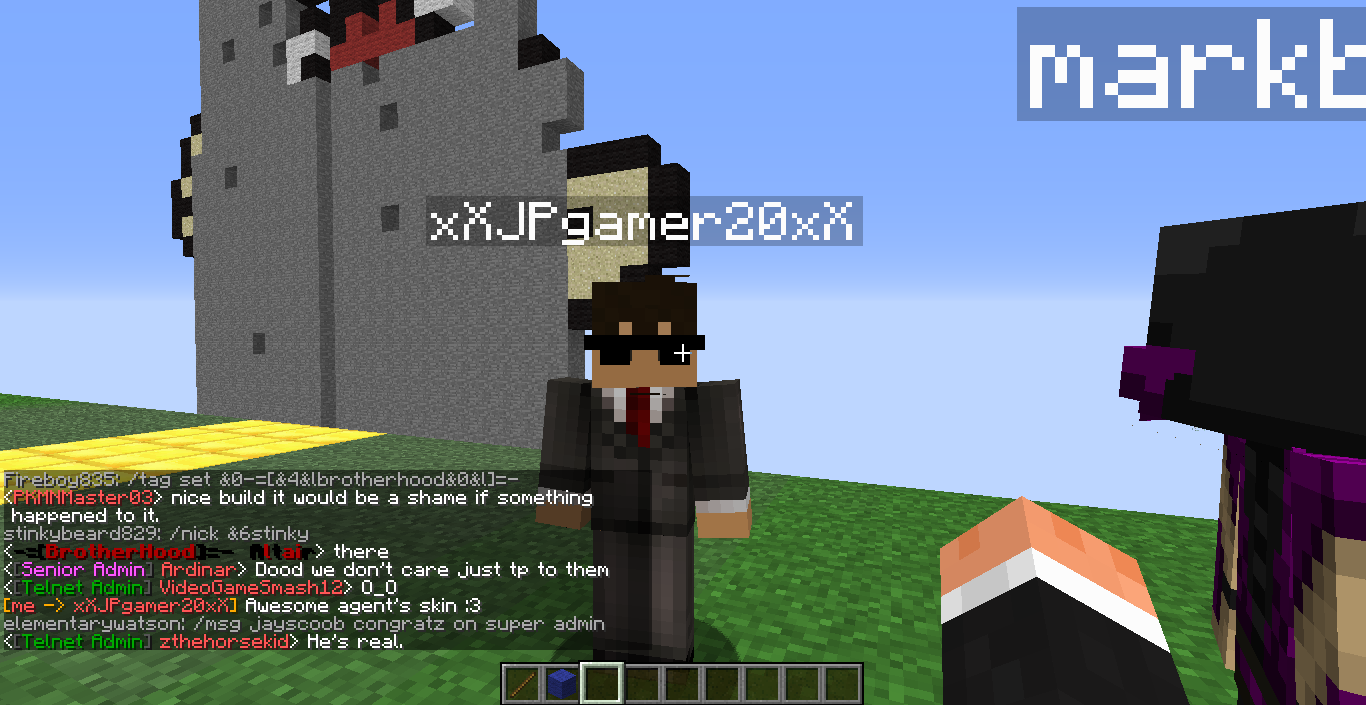 markb
xXJPgamer20xX
Fireboy835: /tag set &0-=[&4&lbrotherhood&0&l]=-
<PKMNMaster03> nice build it would be a shame if something
happened to it.
stinkybeard829: /nick &6stinky
<-=[BrotherHood]=- Altair> there
<[Senior Admin] Ardinar> Dood we don't care just tp to them
<[Telnet Admin] VideoGameSmash12> O_O
[me -> xXJPgamer20xX] Awesome agent's skin :3
elementarywatson: /msg jayscoob congratz on super admin
<[Telnet Admin] zthehorsekid> He's real.